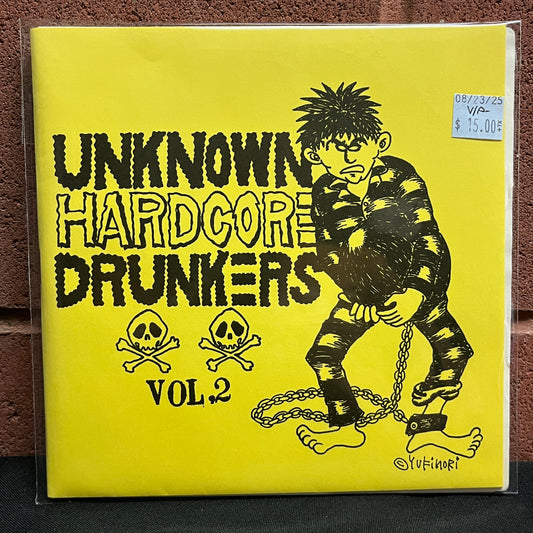 UNKNOWN
HARDCORE
DRUNKERS
VOL,2
©YUKINORI
08/23/25
V/A-
$ 15.00